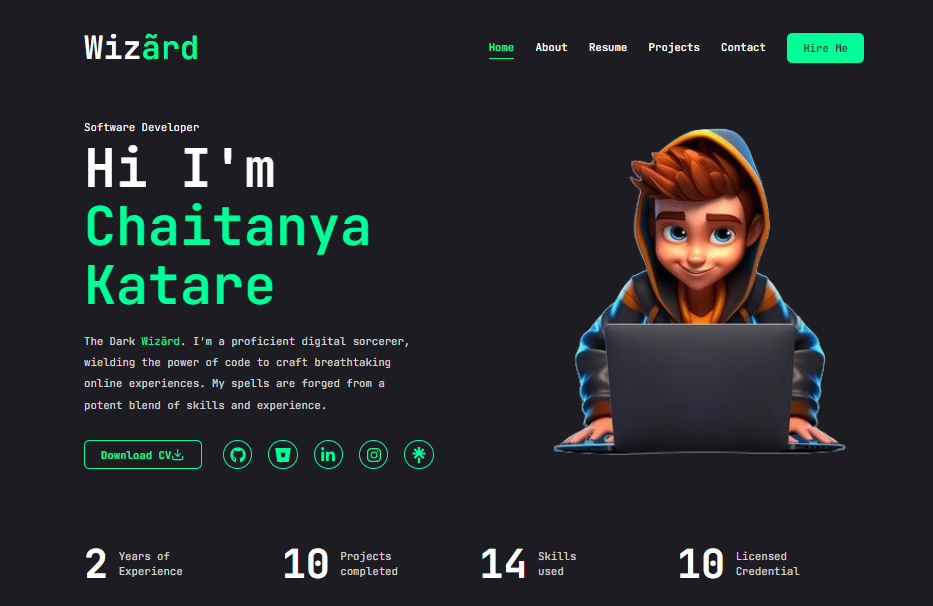 Wizãrd
Home About Resume Projects Contact Hire Me
Software Developer
Hi I'm
Chaitanya
Katare
The Dark Wizãrd. I'm a proficient digital sorcerer,
wielding the power of code to craft breathtaking
online experiences. My spells are forged from a
potent blend of skills and experience.
Download CV
in
2 Years of
Experience
10 Projects
completed
14 Skills
used
10 Licensed
Credential